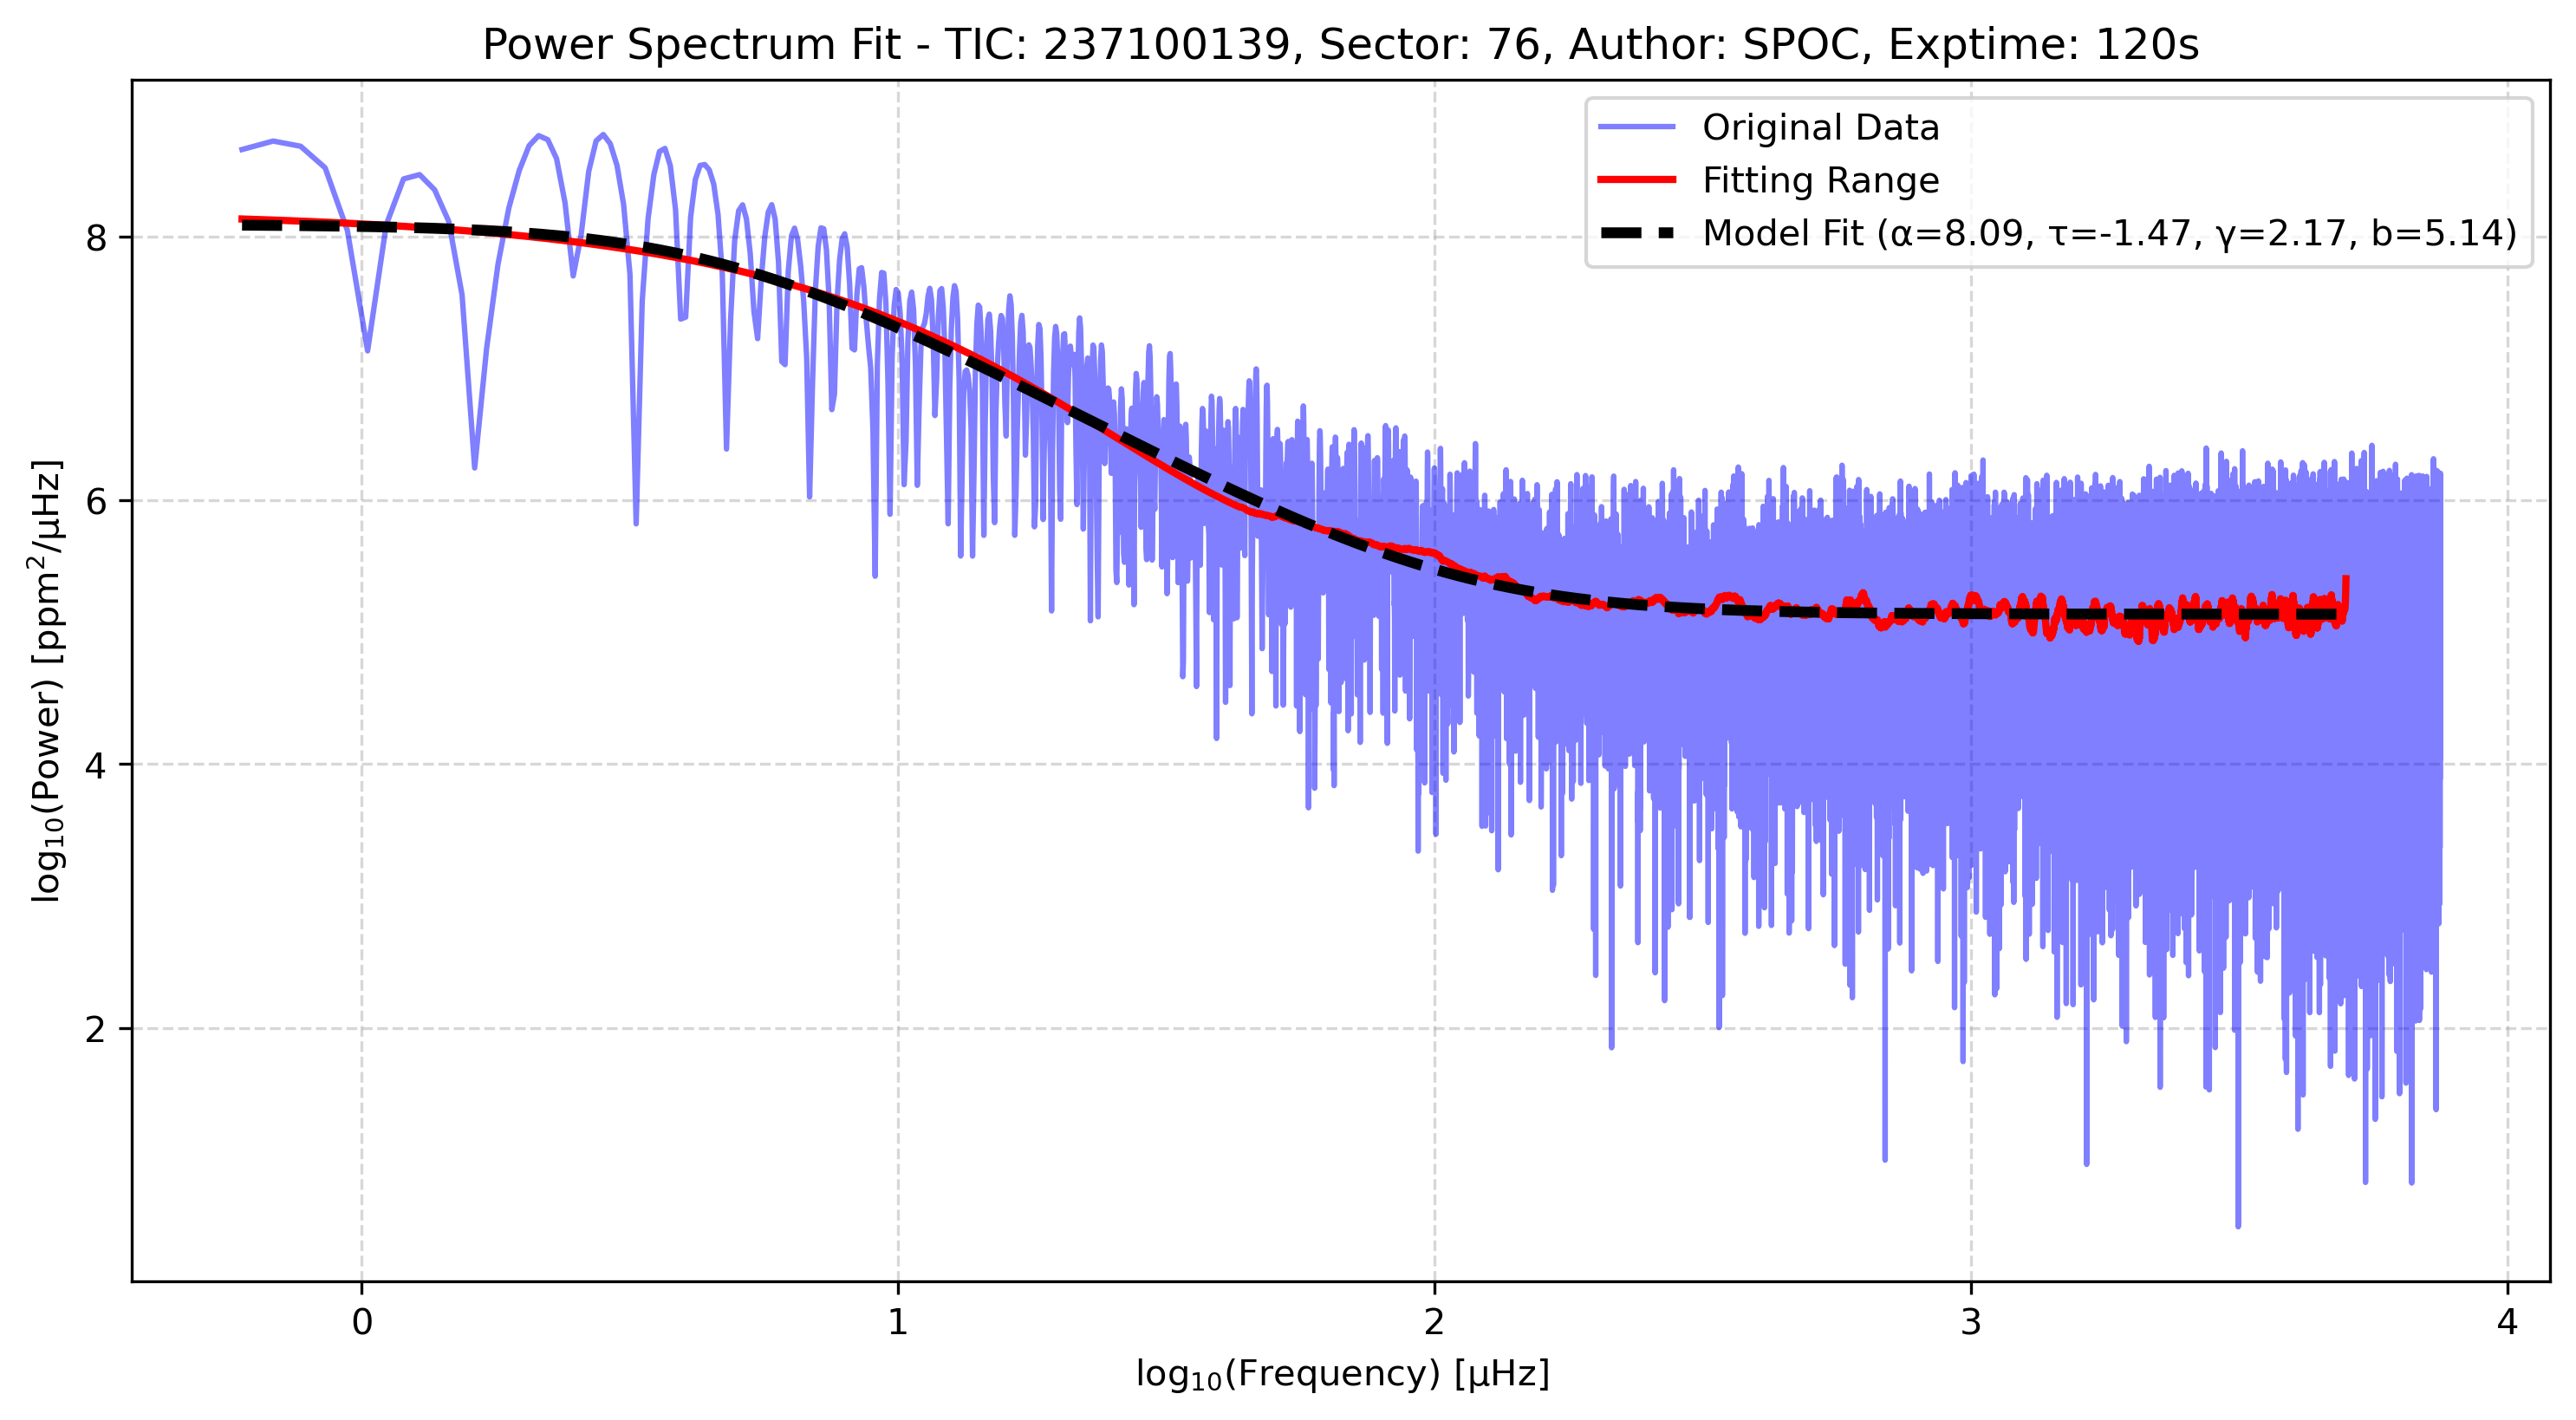 Power Spectrum Fit - TIC: 237100139, Sector: 76, Author: SPOC, Exptime: 120s
Original Data
Fitting Range
Model Fit (α=8.09, τ=-1.47, γ=2.17, b=5.14)
log₁₀(Power) [ppm²/μHz]
8
6
4
2
0
1
2
3
4
log₁₀(Frequency) [μHz]